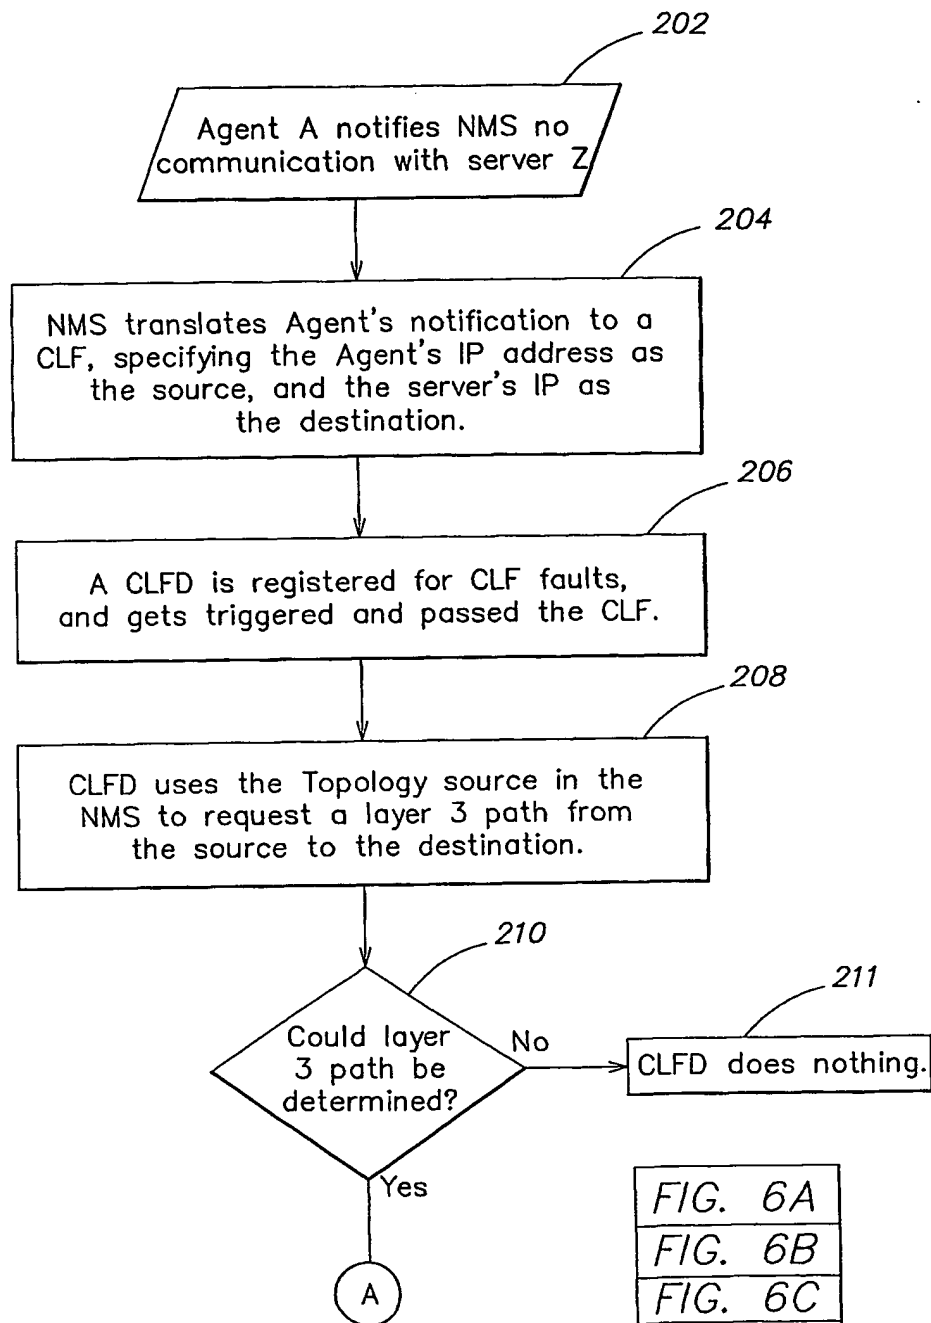 202
Agent A notifies NMS no
communication with server Z
204
NMS translates Agent's notification to a
CLF, specifying the Agent's IP address as
the source, and the server's IP as
the destination.
206
A CLFD is registered for CLF faults,
and gets triggered and passed the CLF.
208
CLFD uses the Topology source in the
NMS to request a layer 3 path from
the source to the destination.
210
Could layer
3 path be
determined?
No
211
CLFD does nothing.
Yes
A
FIG. 6A
FIG. 6B
FIG. 6C